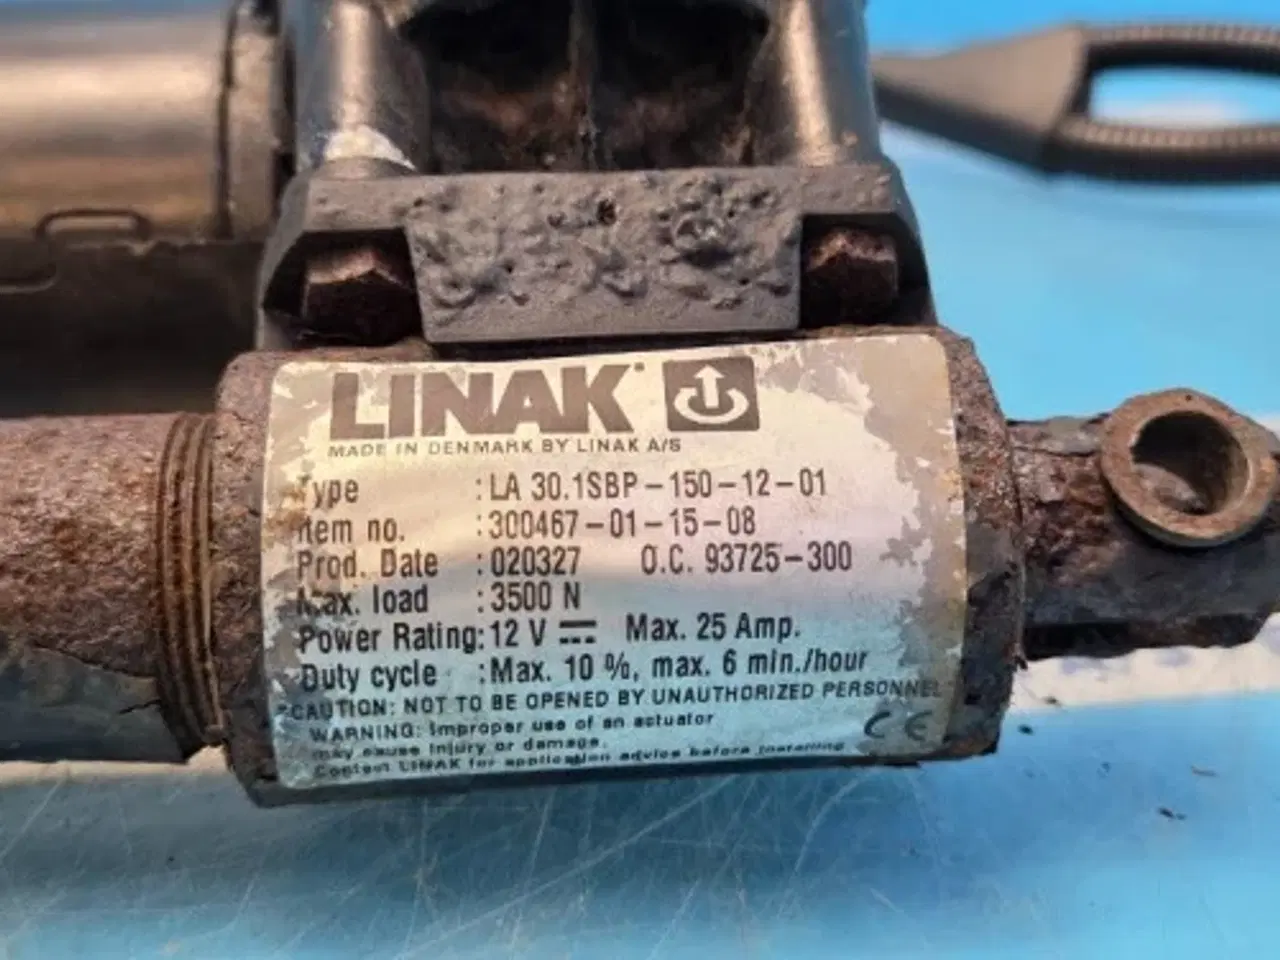 LINAK®
MADE IN DENMARK BY LINAK A/S
Type : LA 30.1SBP-150-12-01
Item no. : 300467-01-15-08
Prod. Date : 020327 O.C. 93725-300
Max. load : 3500 N
Power Rating: 12 V ⎓ Max. 25 Amp.
Duty cycle : Max. 10 %, max. 6 min./hour
CAUTION: NOT TO BE OPENED BY UNAUTHORIZED PERSONNEL
WARNING: Improper use of an actuator
may cause injury or damage.
Contact LINAK for application advice before installing
CE